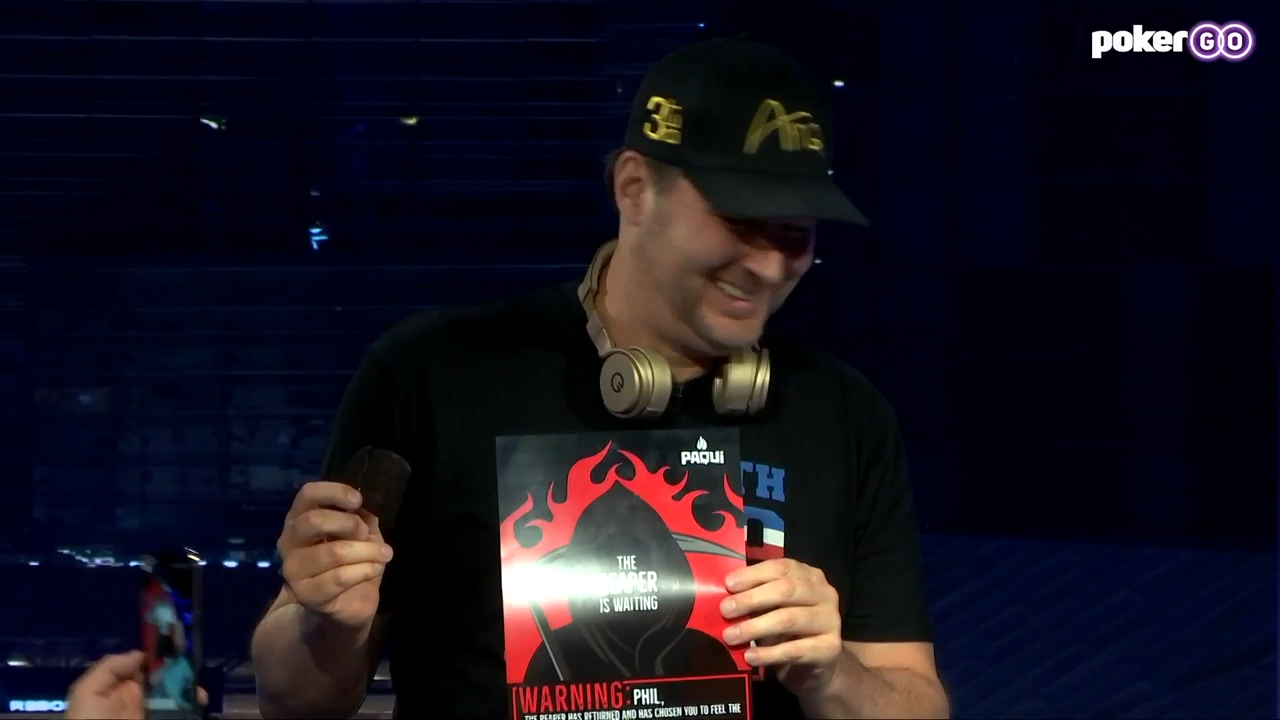 pokerGO
3
PAQUI
TH
THE
REAPER
IS WAITING
WARNING: PHIL,
THE REAPER HAS RETURNED AND HAS CHOSEN YOU TO FEEL THE